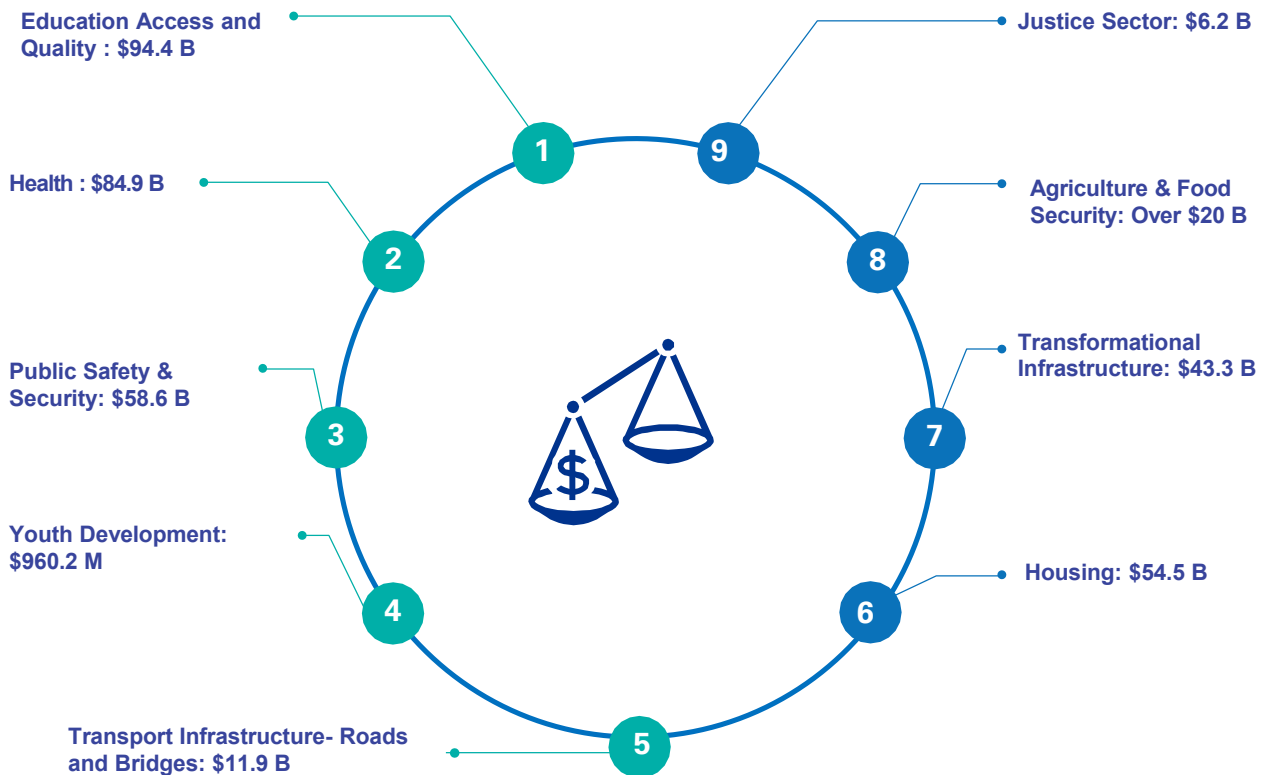 Education Access and
Quality : $94.4 B
Justice Sector: $6.2 B
1
9
Health : $84.9 B
Agriculture & Food
Security: Over $20 B
2
8
Public Safety &
Security: $58.6 B
Transformational
Infrastructure: $43.3 B
3
7
$
Youth Development:
$960.2 M
Housing: $54.5 B
4
6
Transport Infrastructure- Roads
and Bridges: $11.9 B
5